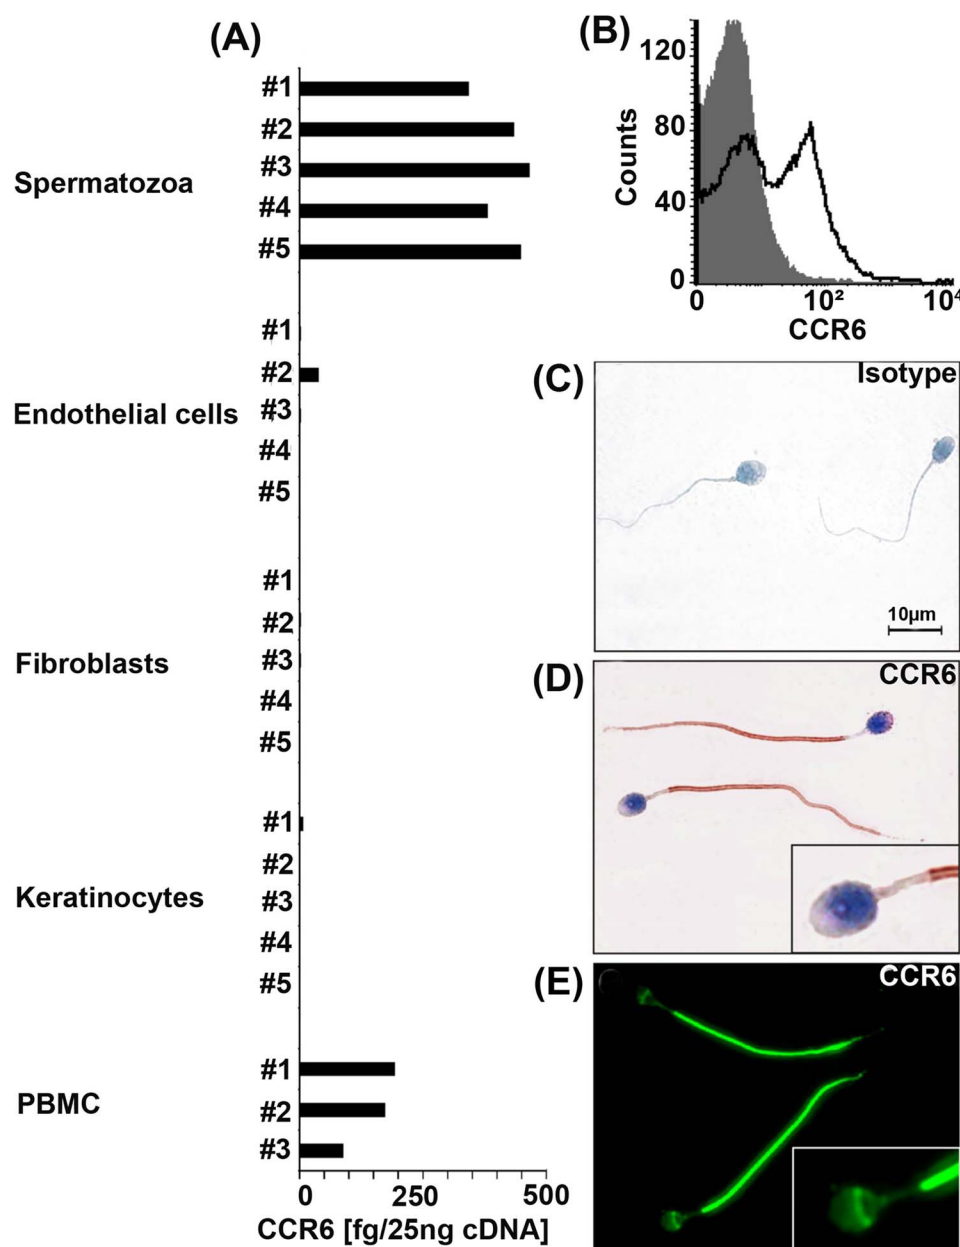 (A)
Spermatozoa
#1
#2
#3
#4
#5
Endothelial cells
#1
#2
#3
#4
#5
Fibroblasts
#1
#2
#3
#4
#5
Keratinocytes
#1
#2
#3
#4
#5
PBMC
#1
#2
#3
0 250 500
CCR6 [fg/25ng cDNA]
(B)
Counts
120
80
40
0
0 10² 10⁴
CCR6
(C)
Isotype
10µm
(D)
CCR6
(E)
CCR6